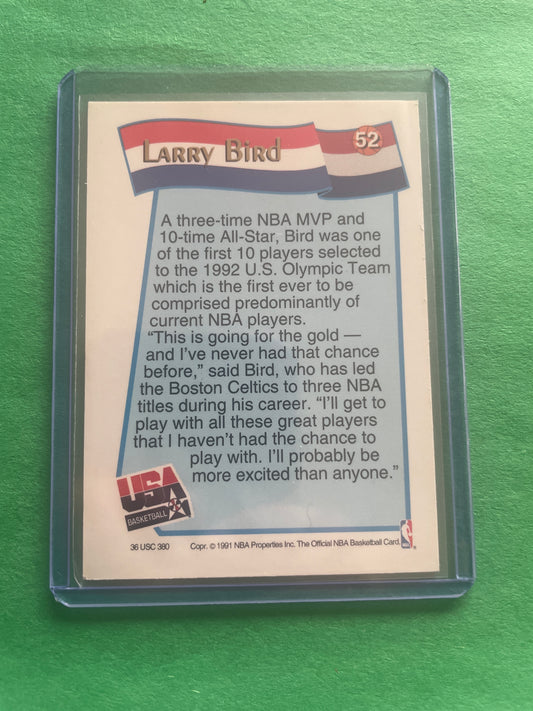 Larry Bird
52
A three-time NBA MVP and
10-time All-Star, Bird was one
of the first 10 players selected
to the 1992 U.S. Olympic Team
which is the first ever to be
comprised predominantly of
current NBA players.
“This is going for the gold —
and I’ve never had that chance
before,” said Bird, who has led
the Boston Celtics to three NBA
titles during his career. “I’ll get to
play with all these great players
that I haven’t had the chance to
play with. I’ll probably be
more excited than anyone.”
USA
BASKETBALL
36 USC 380
Copr. © 1991 NBA Properties Inc. The Official NBA Basketball Card.